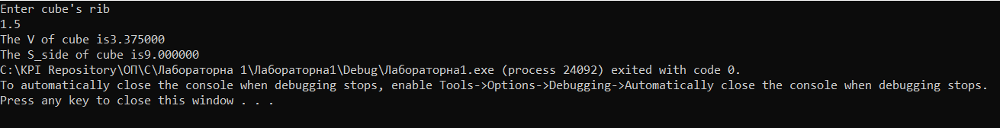 Enter cube's rib
1.5
The V of cube is3.375000
The S_side of cube is9.000000
C:\KPI Repository\ОП\С\Лабораторна 1\Лабораторна1\Debug\Лабораторна1.exe (process 24092) exited with code 0.
To automatically close the console when debugging stops, enable Tools->Options->Debugging->Automatically close the console when debugging stops.
Press any key to close this window . . .